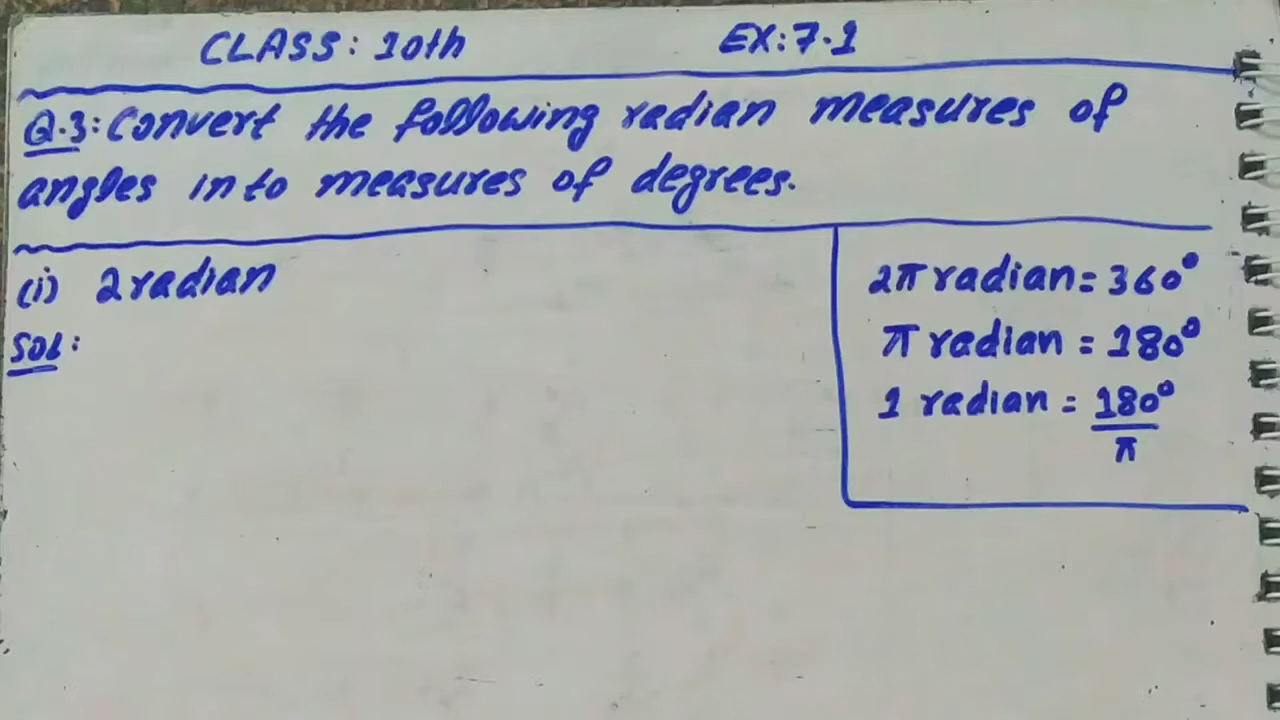 CLASS: 10th EX: 7.1
Q.3: Convert the following radian measures of
angles into measures of degrees.
(i) 2 radian
Sol:
2π radian = 360°
π radian = 180°
1 radian = 180°
π